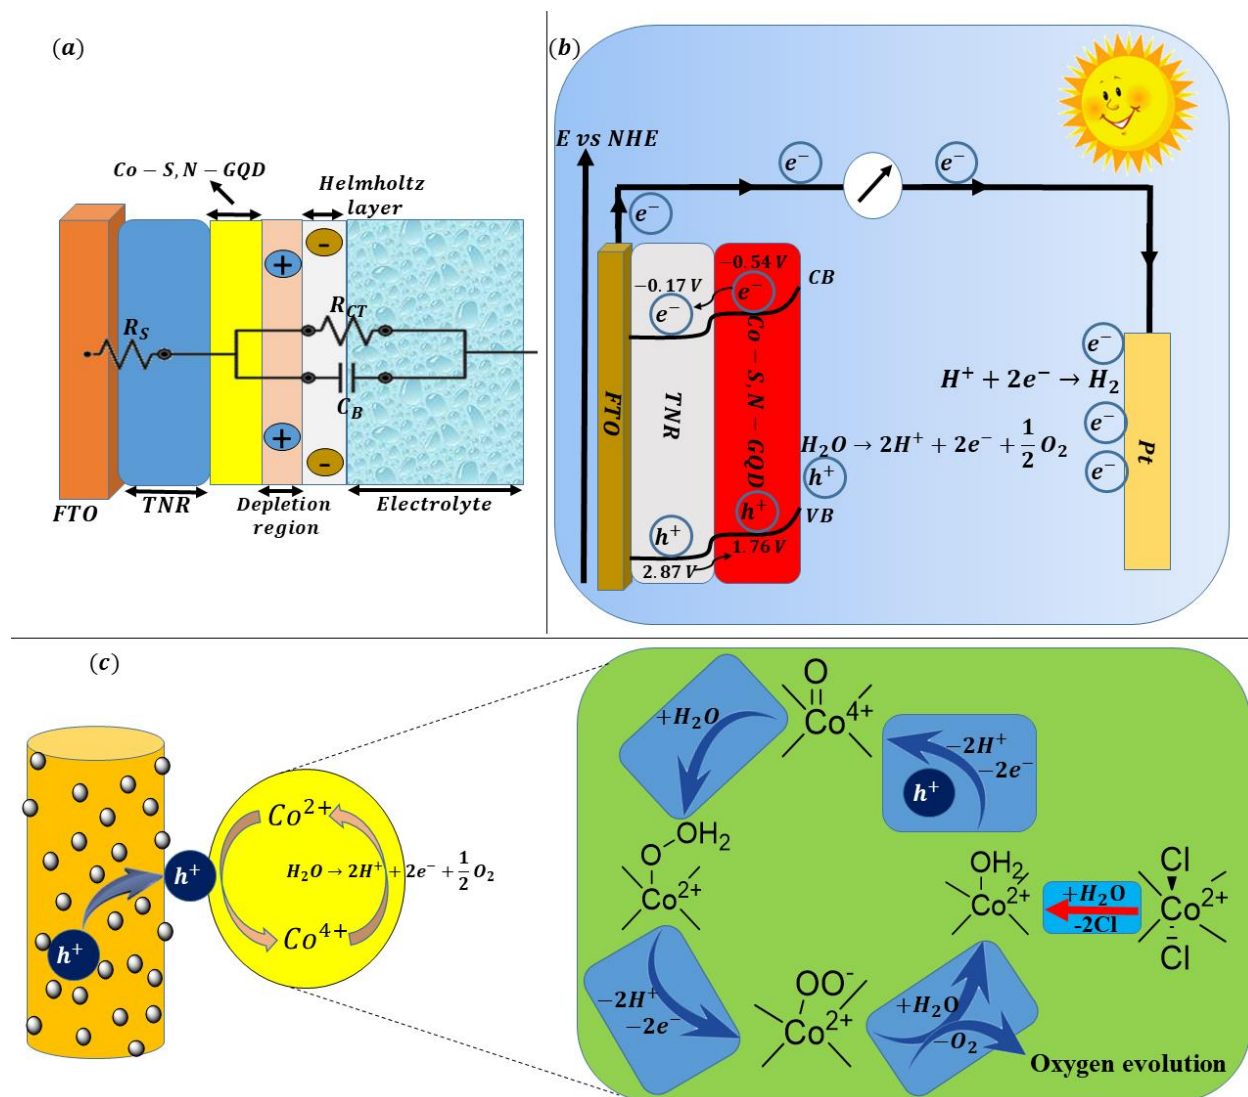 (a)
Co − S, N − GQD
Helmholtz
layer
+
-
R_S
R_CT
C_B
+
-
FTO
TNR
Depletion
region
Electrolyte
(b)
E vs NHE
e⁻
e⁻
e⁻
−0.54 V
−0.17 V
e⁻
e⁻
CB
FTO
TNR
Co − S, N − GQD
e⁻
H⁺ + 2e⁻ → H₂
e⁻
H₂O → 2H⁺ + 2e⁻ + 1/2 O₂
e⁻
h⁺
Pt
h⁺
h⁺
VB
1.76 V
2.87 V
(c)
h⁺
h⁺
Co²⁺
H₂O → 2H⁺ + 2e⁻ + 1/2 O₂
Co⁴⁺
O
Co⁴⁺
+H₂O
−2H⁺
−2e⁻
h⁺
OH₂
O
Co²⁺
OH₂
Co²⁺
+H₂O
-2Cl
Cl
Co²⁺
Cl
−2H⁺
−2e⁻
OO⁻
Co²⁺
+H₂O
−O₂
Oxygen evolution